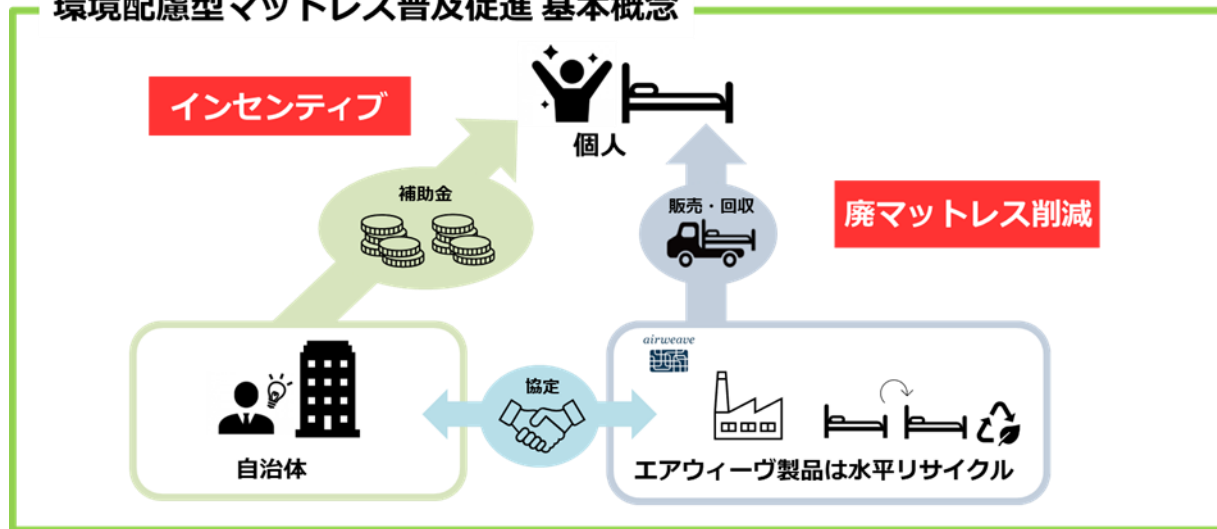 環境配慮型マットレス普及促進 基本概念
インセンティブ
個人
補助金
販売・回収
廃マットレス削減
airweave
協定
自治体
エアウィーヴ製品は水平リサイクル